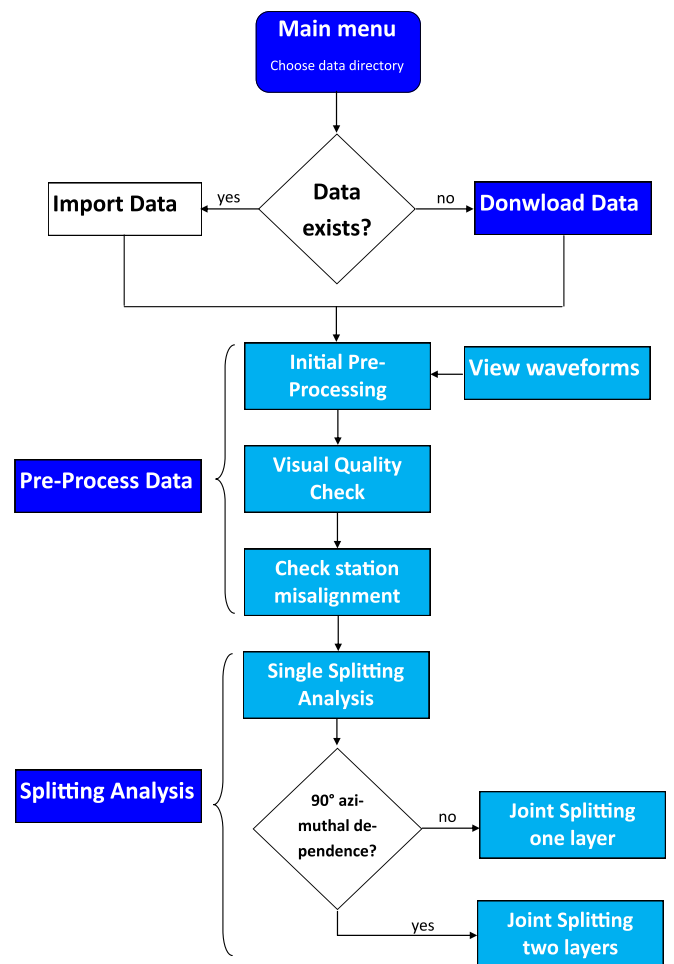 Main menu
Choose data directory
Import Data
yes
Data
exists?
no
Donwload Data
Initial Pre-
Processing
View waveforms
Visual Quality
Check
Pre-Process Data
Check station
misalignment
Single Splitting
Analysis
Splitting Analysis
90° azi-
muthal de-
pendence?
no
Joint Splitting
one layer
yes
Joint Splitting
two layers